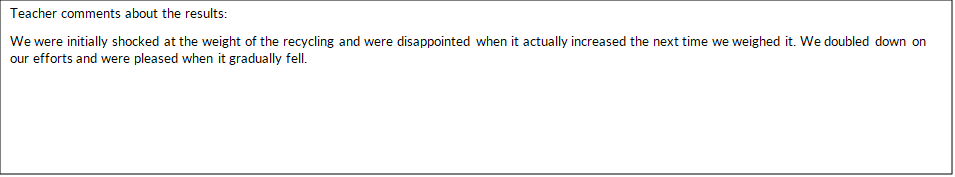 Teacher comments about the results:
We were initially shocked at the weight of the recycling and were disappointed when it actually increased the next time we weighed it. We doubled down on
our efforts and were pleased when it gradually fell.